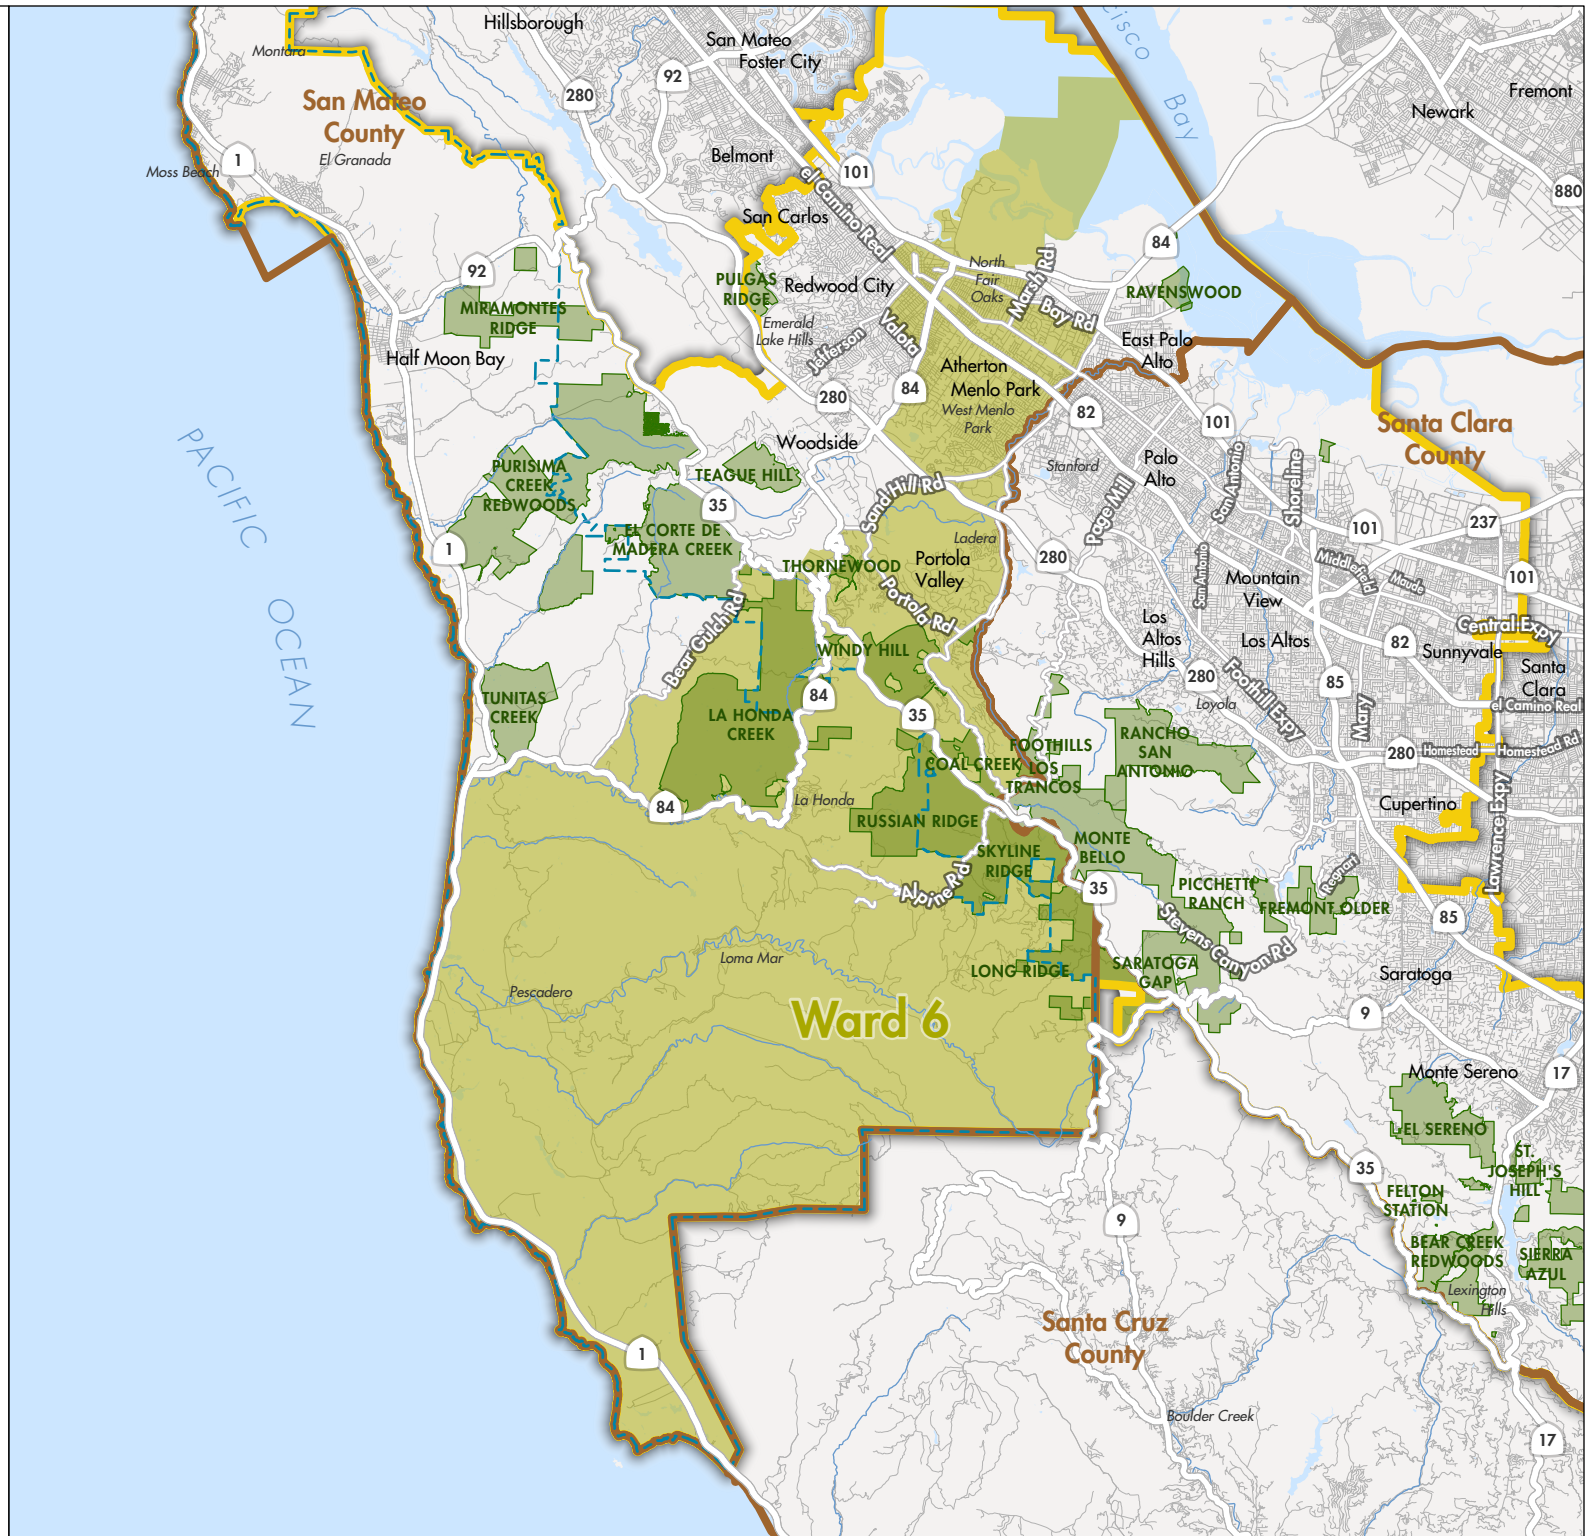 Hillsborough
San Mateo
Foster City
Montara
San Mateo
County
El Granada
Moss Beach
1
92
280
Belmont
101
el Camino Real
San Carlos
Bay
Newark
Fremont
880
84
92
MIRAMONTES
RIDGE
PULGAS
RIDGE
Redwood City
North
Fair
Oaks
Marsh Rd
Bay Rd
RAVENSWOOD
Emerald
Lake Hills
Jefferson
Valota
East Palo
Alto
Half Moon Bay
Atherton
Menlo Park
West Menlo
Park
84
280
82
101
Santa Clara
County
Woodside
PACIFIC
OCEAN
PURISIMA
CREEK
REDWOODS
TEAGUE HILL
35
Sand Hill Rd
Stanford
Palo
Alto
Page Mill
San Antonio
Shoreline
101
237
EL CORTE DE
MADERA CREEK
1
Ladera
THORNEWOOD
Portola
Valley
280
San Antonio
Mountain
View
Middlefield
Maude
101
Portola Rd
Bear Gulch Rd
WINDY HILL
Los
Altos
Hills
Los Altos
82
Central Expy
Sunnyvale
Santa
Clara
280
Foothill Expy
85
Mary
el Camino Real
Loyola
TUNITAS
CREEK
84
LA HONDA
CREEK
35
FOOTHILLS
RANCHO
SAN
ANTONIO
280
Homestead
Homestead Rd
COAL CREEK
LOS
TRANCOS
Lawrence Expy
84
La Honda
Cupertino
RUSSIAN RIDGE
SKYLINE
RIDGE
MONTE
BELLO
Alpine Rd
35
PICCHETTI
RANCH
Regnart
FREMONT OLDER
85
Stevens Canyon Rd
Loma Mar
LONG RIDGE
SARATOGA
GAP
Saratoga
Pescadero
Ward 6
9
Monte Sereno
17
EL SERENO
ST.
JOSEPH'S
HILL
35
FELTON
STATION
9
BEAR CREEK
REDWOODS
SIERRA
AZUL
Lexington
Hills
Santa Cruz
County
1
Boulder Creek
17